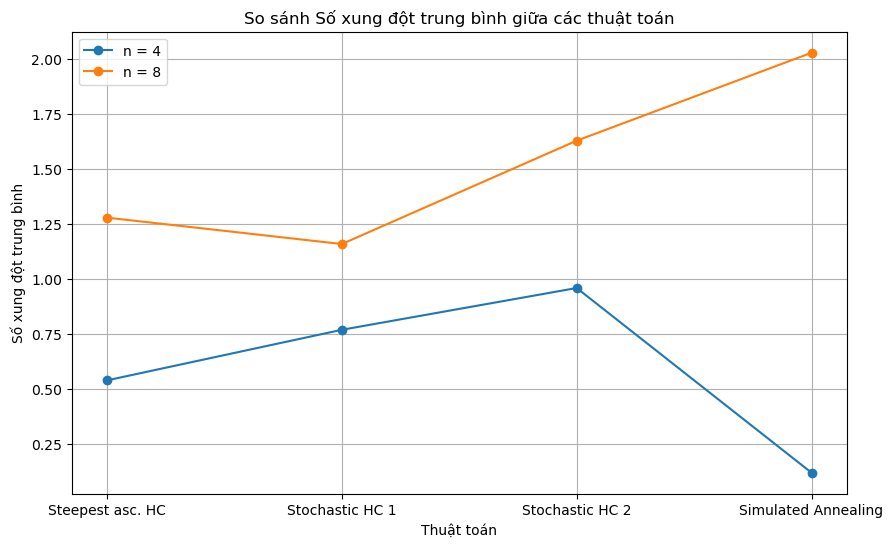 So sánh Số xung đột trung bình giữa các thuật toán
n = 4
n = 8
Số xung đột trung bình
2.00
1.75
1.50
1.25
1.00
0.75
0.50
0.25
Steepest asc. HC
Stochastic HC 1
Stochastic HC 2
Simulated Annealing
Thuật toán